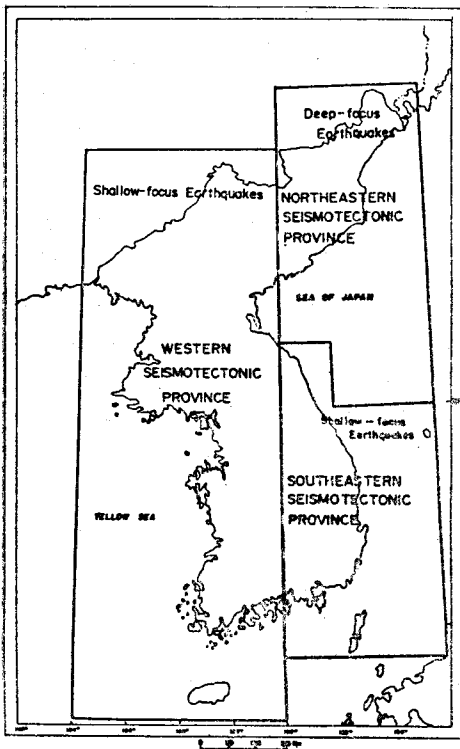 Deep-focus
Earthquakes
Shallow-focus Earthquakes
NORTHEASTERN
SEISMOTECTONIC
PROVINCE
SEA OF JAPAN
WESTERN
SEISMOTECTONIC
PROVINCE
Shallow-focus
Earthquakes
SOUTHEASTERN
SEISMOTECTONIC
PROVINCE
YELLOW SEA